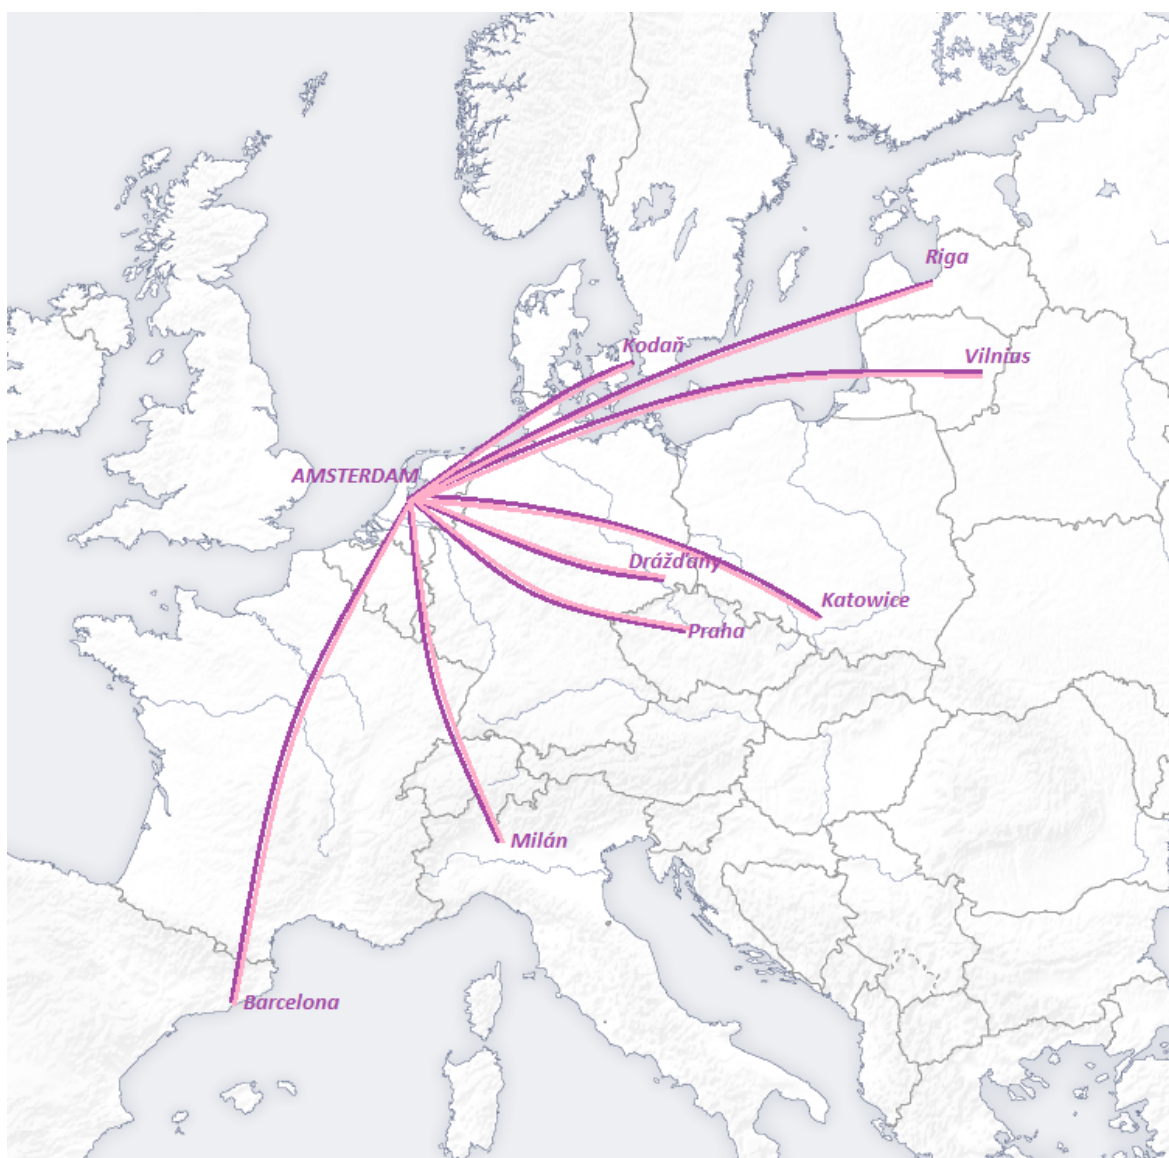 Riga
Kodaň
Vilnius
AMSTERDAM
Drážďany
Katowice
Praha
Milán
Barcelona